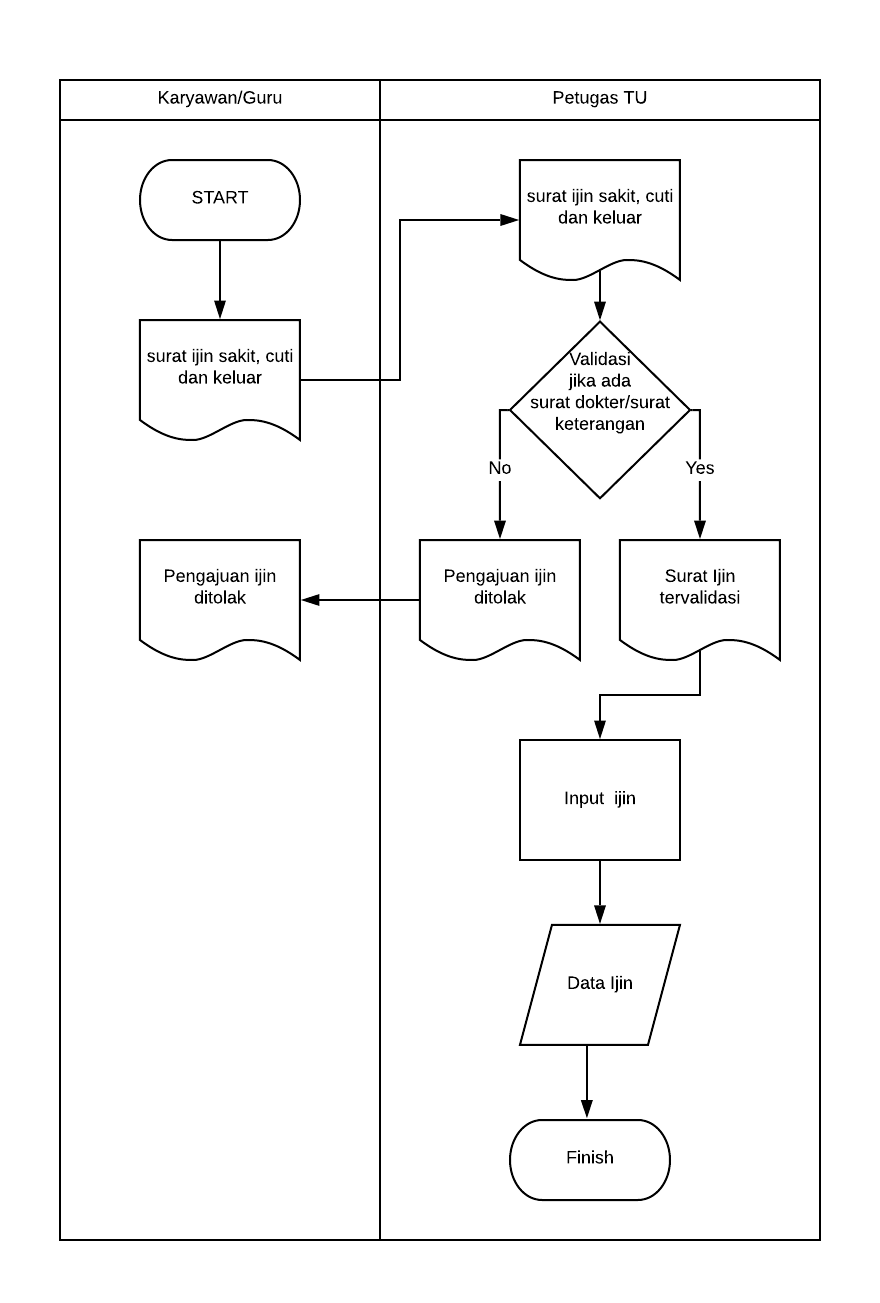 Karyawan/Guru
Petugas TU
START
surat ijin sakit, cuti
dan keluar
surat ijin sakit, cuti
dan keluar
Validasi
jika ada
surat dokter/surat
keterangan
No
Yes
Pengajuan ijin
ditolak
Pengajuan ijin
ditolak
Surat Ijin
tervalidasi
Input  ijin
Data Ijin
Finish